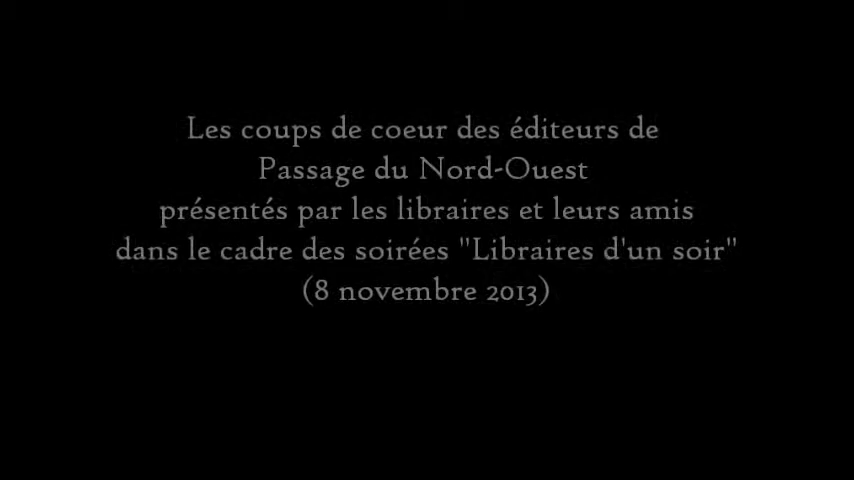 Les coups de coeur des éditeurs de
Passage du Nord-Ouest
présentés par les libraires et leurs amis
dans le cadre des soirées "Libraires d'un soir"
(8 novembre 2013)